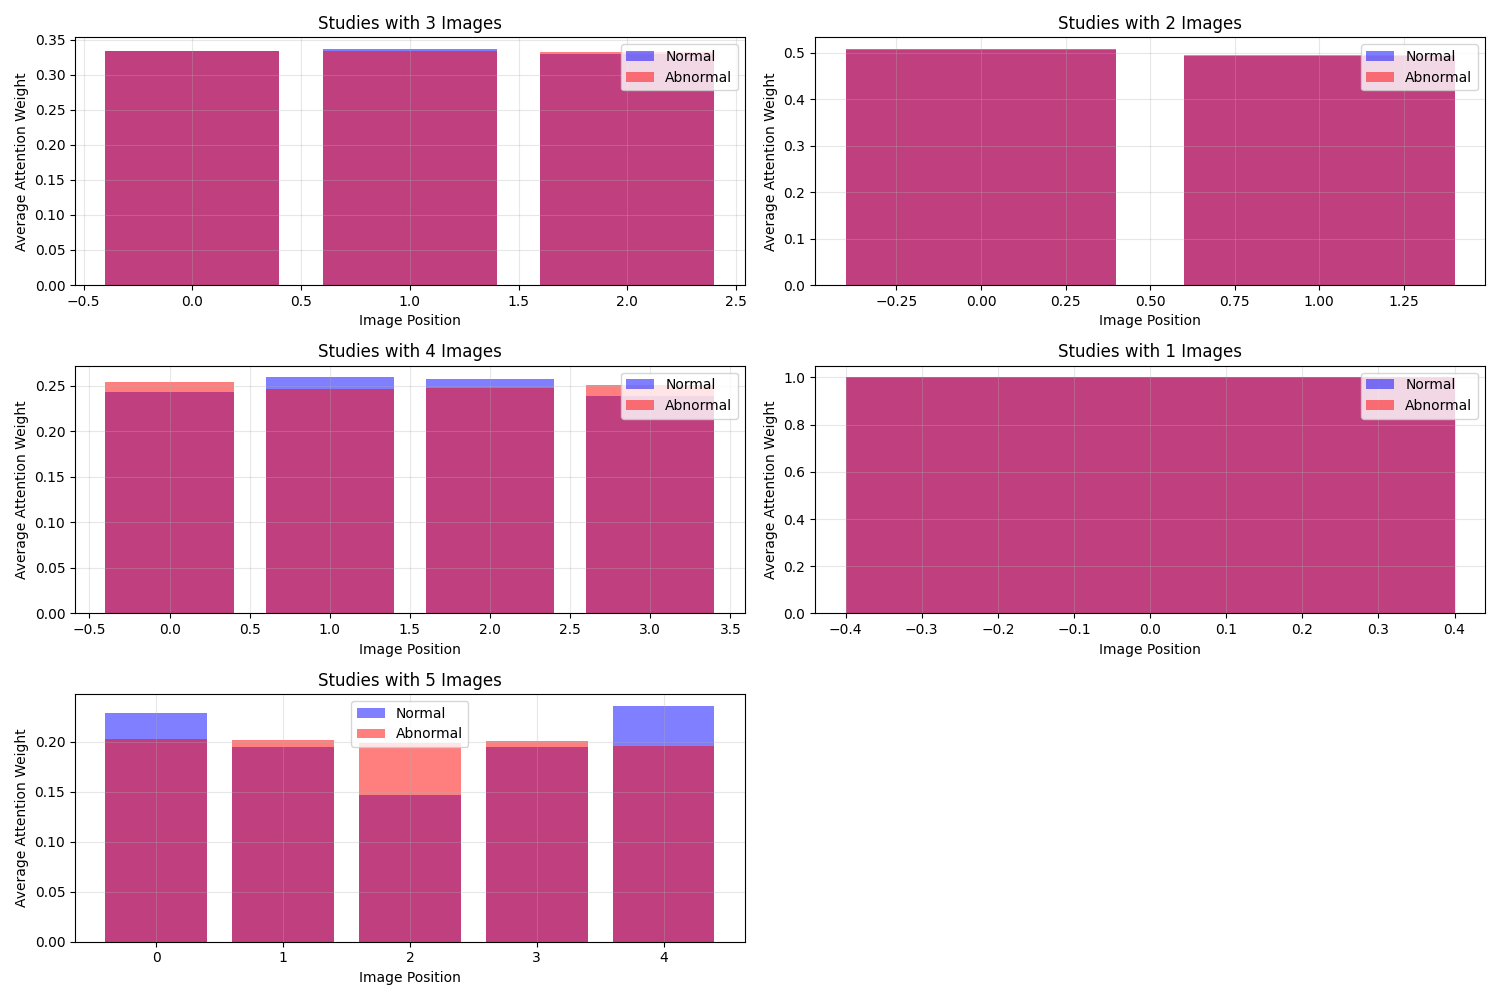 Studies with 3 Images
Average Attention Weight
0.35
0.30
0.25
0.20
0.15
0.10
0.05
0.00
−0.5 0.0 0.5 1.0 1.5 2.0 2.5
Image Position
Normal
Abnormal
Studies with 2 Images
Average Attention Weight
0.5
0.4
0.3
0.2
0.1
0.0
−0.25 0.00 0.25 0.50 0.75 1.00 1.25
Image Position
Normal
Abnormal
Studies with 4 Images
Average Attention Weight
0.25
0.20
0.15
0.10
0.05
0.00
−0.5 0.0 0.5 1.0 1.5 2.0 2.5 3.0 3.5
Image Position
Normal
Abnormal
Studies with 1 Images
Average Attention Weight
1.0
0.8
0.6
0.4
0.2
0.0
−0.4 −0.3 −0.2 −0.1 0.0 0.1 0.2 0.3 0.4
Image Position
Normal
Abnormal
Studies with 5 Images
Average Attention Weight
0.20
0.15
0.10
0.05
0.00
0 1 2 3 4
Image Position
Normal
Abnormal